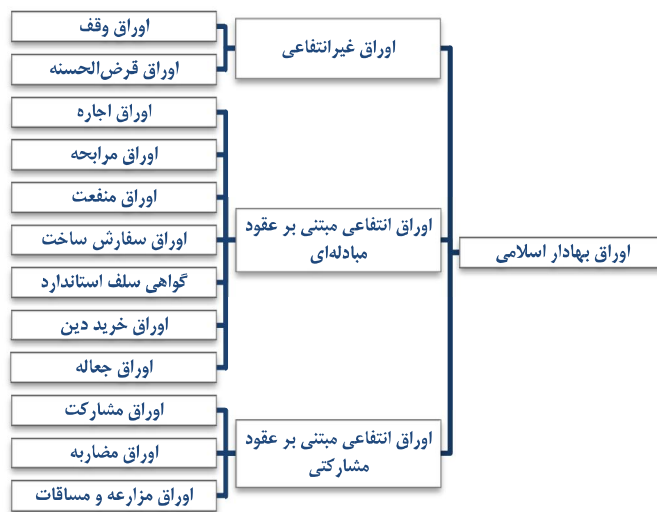 اوراق بهادار اسلامی
اوراق غیرانتفاعی
اوراق وقف
اوراق قرض‌الحسنه
اوراق انتفاعی مبتنی بر عقود
مبادله‌ای
اوراق اجاره
اوراق مرابحه
اوراق منفعت
اوراق سفارش ساخت
گواهی سلف استاندارد
اوراق خرید دین
اوراق جعاله
اوراق انتفاعی مبتنی بر عقود
مشارکتی
اوراق مشارکت
اوراق مضاربه
اوراق مزارعه و مساقات